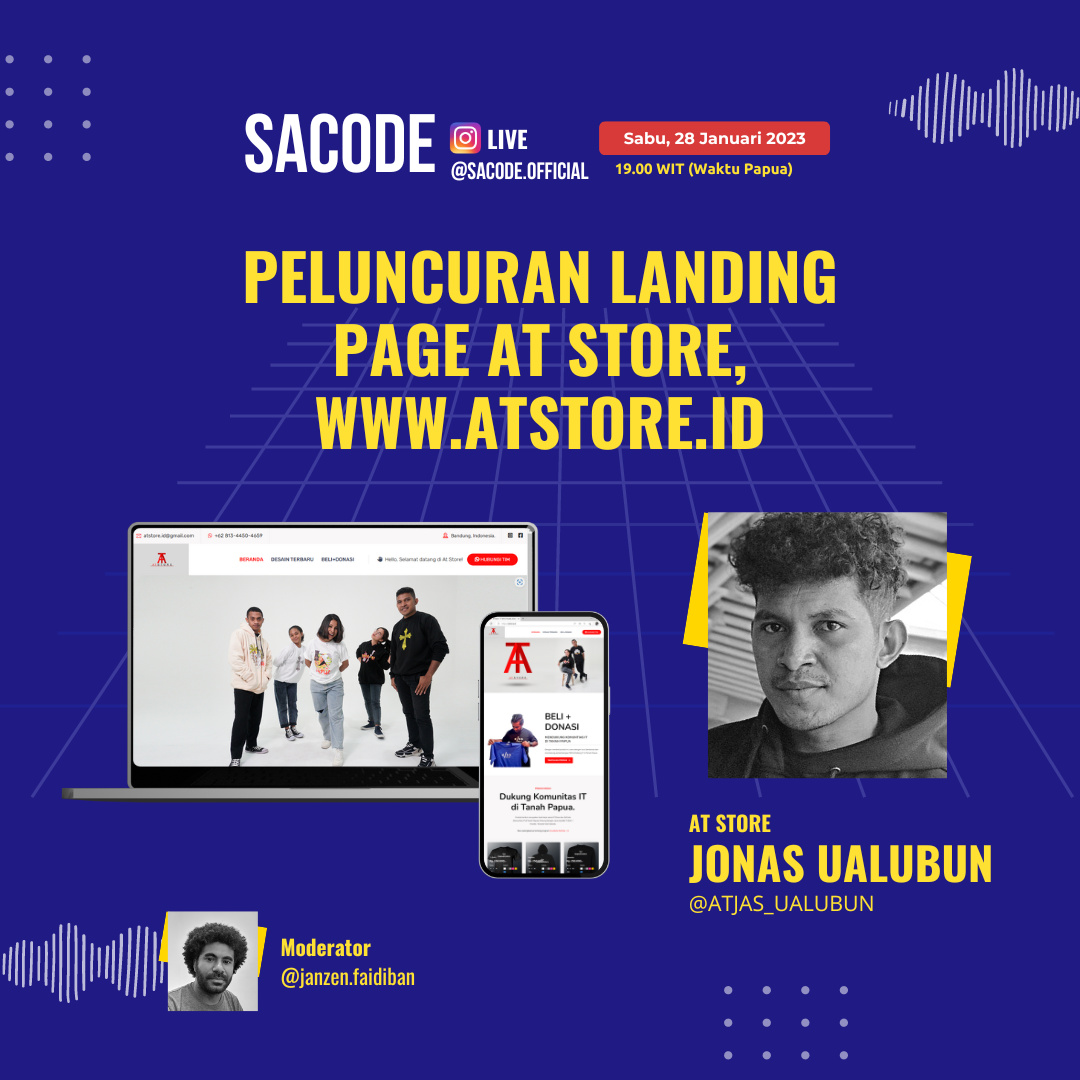 SACODE
LIVE
@SACODE.OFFICIAL
Sabu, 28 Januari 2023
19.00 WIT (Waktu Papua)
PELUNCURAN LANDING
PAGE AT STORE,
WWW.ATSTORE.ID
atstore.id@gmail.com
+62 813-4450-4659
Bandung, Indonesia.
BERANDA
DESAIN TERBARU
BELI+DONASI
Hello, Selamat datang di At Store!
HUBUNGI TIM
BELI +
DONASI
Dukung Komunitas IT
di Tanah Papua.
AT STORE
JONAS UALUBUN
@ATJAS_UALUBUN
Moderator
@janzen.faidiban